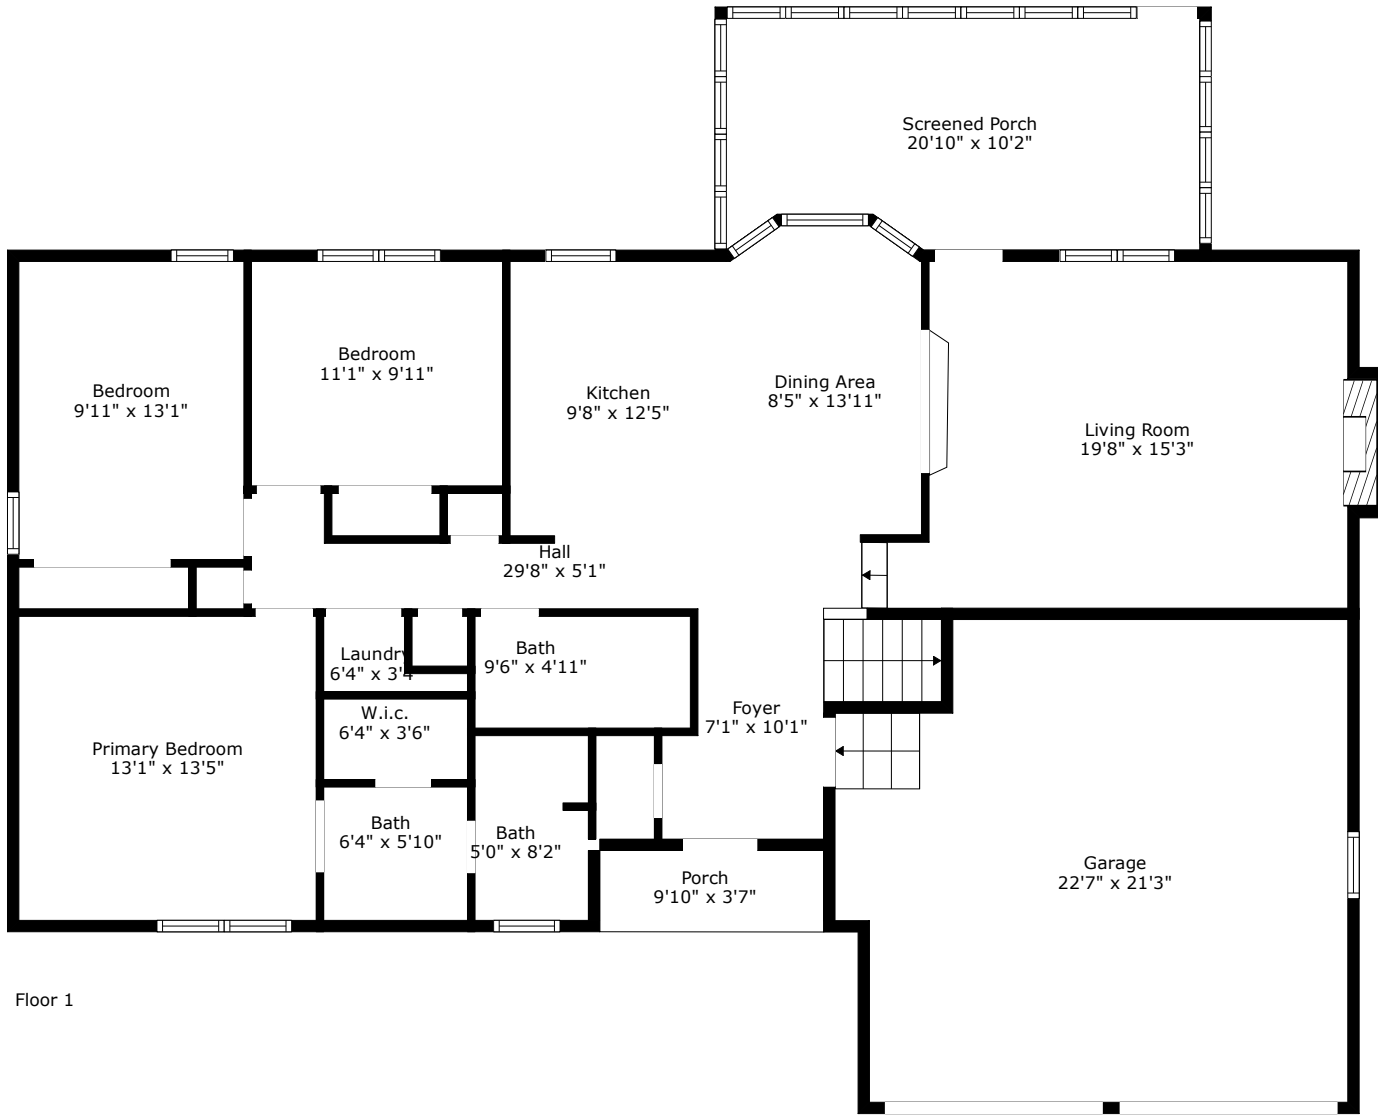 Screened Porch
20'10" x 10'2"
Bedroom
11'1" x 9'11"
Bedroom
9'11" x 13'1"
Kitchen
9'8" x 12'5"
Dining Area
8'5" x 13'11"
Living Room
19'8" x 15'3"
Hall
29'8" x 5'1"
Laundry
6'4" x 3'4"
Bath
9'6" x 4'11"
W.i.c.
6'4" x 3'6"
Foyer
7'1" x 10'1"
Primary Bedroom
13'1" x 13'5"
Bath
6'4" x 5'10"
Bath
5'0" x 8'2"
Porch
9'10" x 3'7"
Garage
22'7" x 21'3"
Floor 1